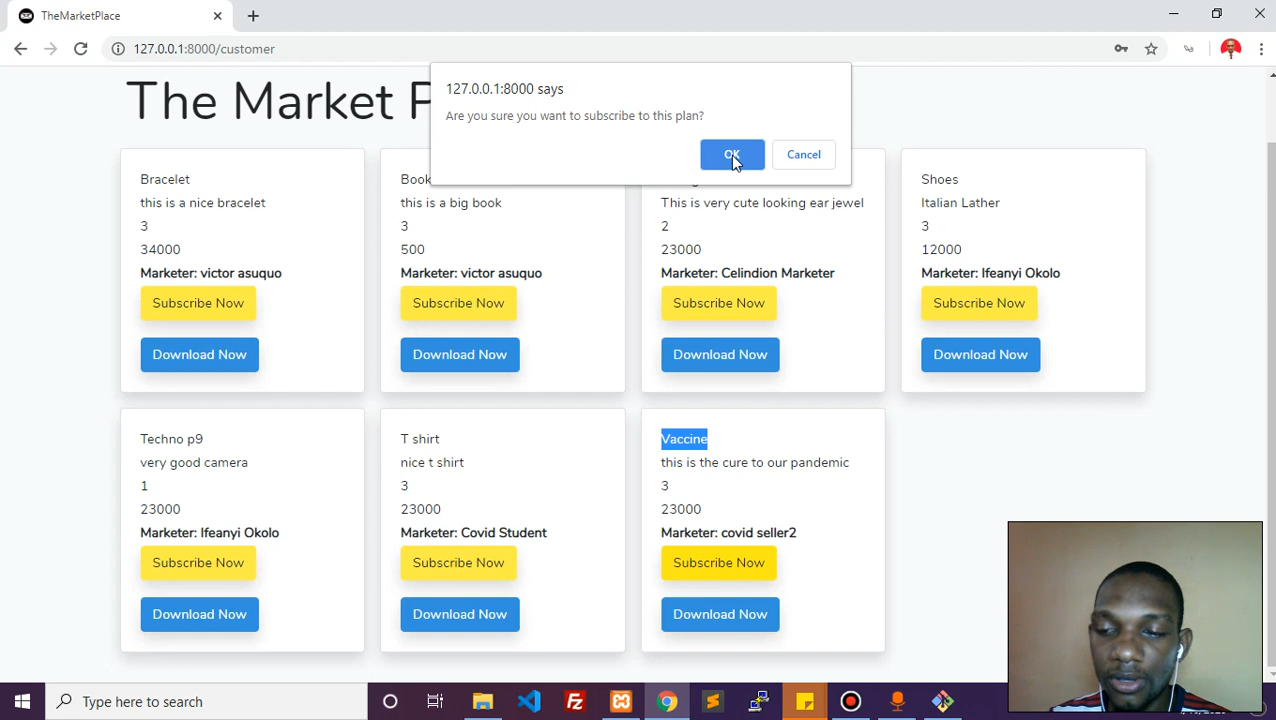 TheMarketPlace
127.0.0.1:8000/customer
127.0.0.1:8000 says
Are you sure you want to subscribe to this plan?
OK
Cancel
The Market P
Bracelet
this is a nice bracelet
3
34000
Marketer: victor asuquo
Subscribe Now
Download Now
Book
this is a big book
3
500
Marketer: victor asuquo
Subscribe Now
Download Now
This is very cute looking ear jewel
2
23000
Marketer: Celindion Marketer
Subscribe Now
Download Now
Shoes
Italian Lather
3
12000
Marketer: Ifeanyi Okolo
Subscribe Now
Download Now
Techno p9
very good camera
1
23000
Marketer: Ifeanyi Okolo
Subscribe Now
Download Now
T shirt
nice t shirt
3
23000
Marketer: Covid Student
Subscribe Now
Download Now
Vaccine
this is the cure to our pandemic
3
23000
Marketer: covid seller2
Subscribe Now
Download Now
Type here to search